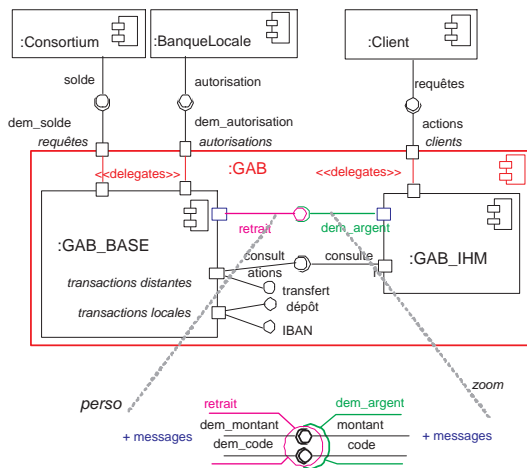 :Consortium
:BanqueLocale
:Client
solde
autorisation
requêtes
dem_solde
dem_autorisation
actions
requêtes
autorisations
clients
<<delegates>>
:GAB
<<delegates>>
retrait
dem_argent
:GAB_BASE
:GAB_IHM
consult
ations
consulte
r
transactions distantes
transfert
dépôt
transactions locales
IBAN
perso
zoom
retrait
dem_argent
dem_montant
montant
+ messages
dem_code
code
+ messages